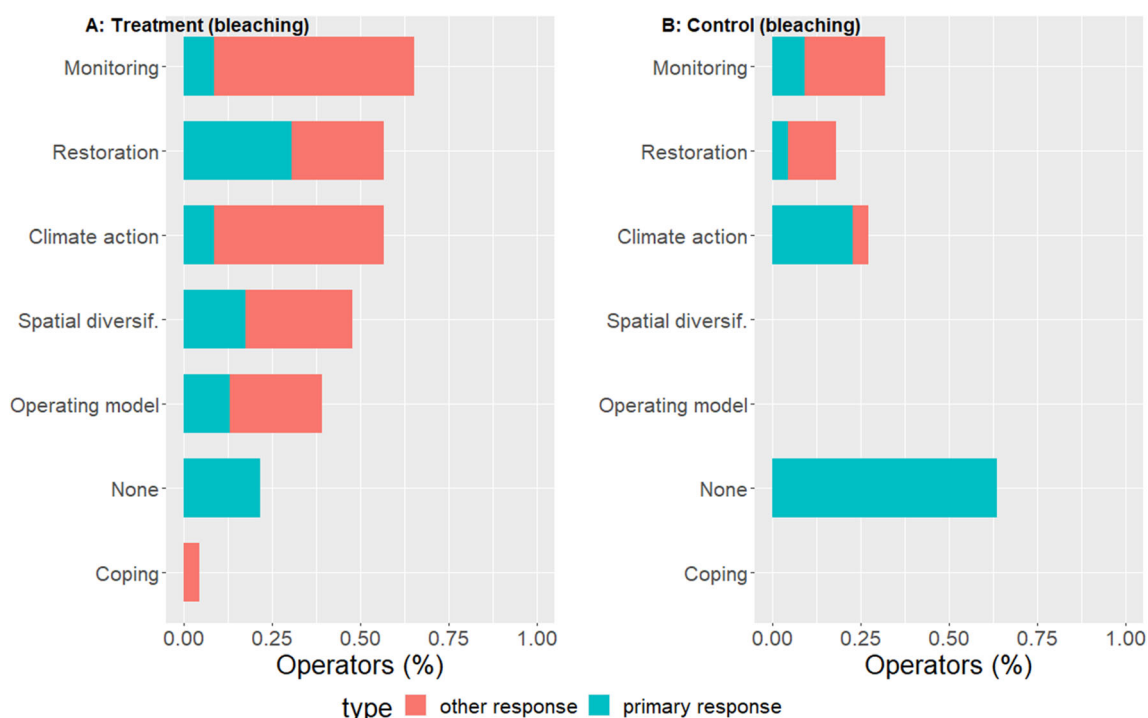 A: Treatment (bleaching)
Monitoring
Restoration
Climate action
Spatial diversif.
Operating model
None
Coping
0.00 0.25 0.50 0.75 1.00
Operators (%)
B: Control (bleaching)
Monitoring
Restoration
Climate action
Spatial diversif.
Operating model
None
Coping
0.00 0.25 0.50 0.75 1.00
Operators (%)
type other response primary response